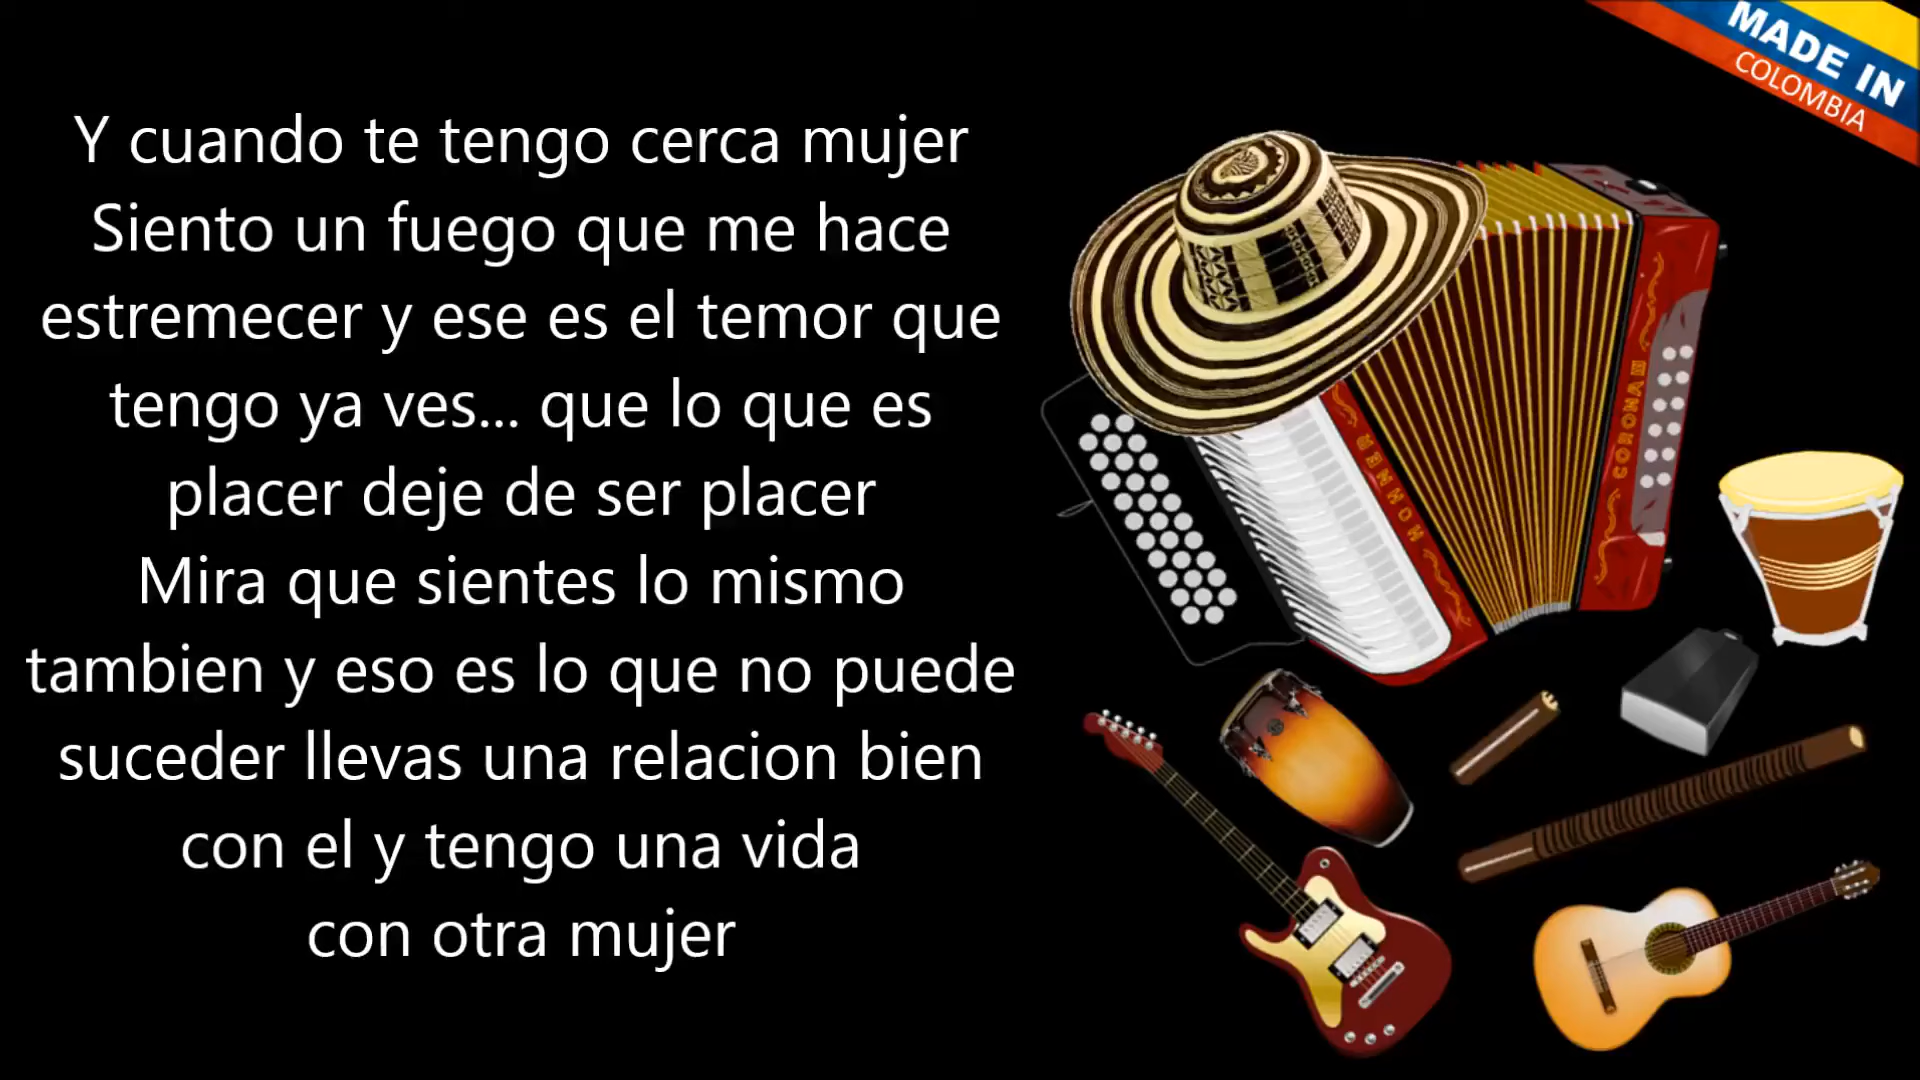 MADE IN
COLOMBIA
Y cuando te tengo cerca mujer
Siento un fuego que me hace
estremecer y ese es el temor que
tengo ya ves... que lo que es
placer deje de ser placer
Mira que sientes lo mismo
tambien y eso es lo que no puede
suceder llevas una relacion bien
con el y tengo una vida
con otra mujer
HOHNER
CORONA III